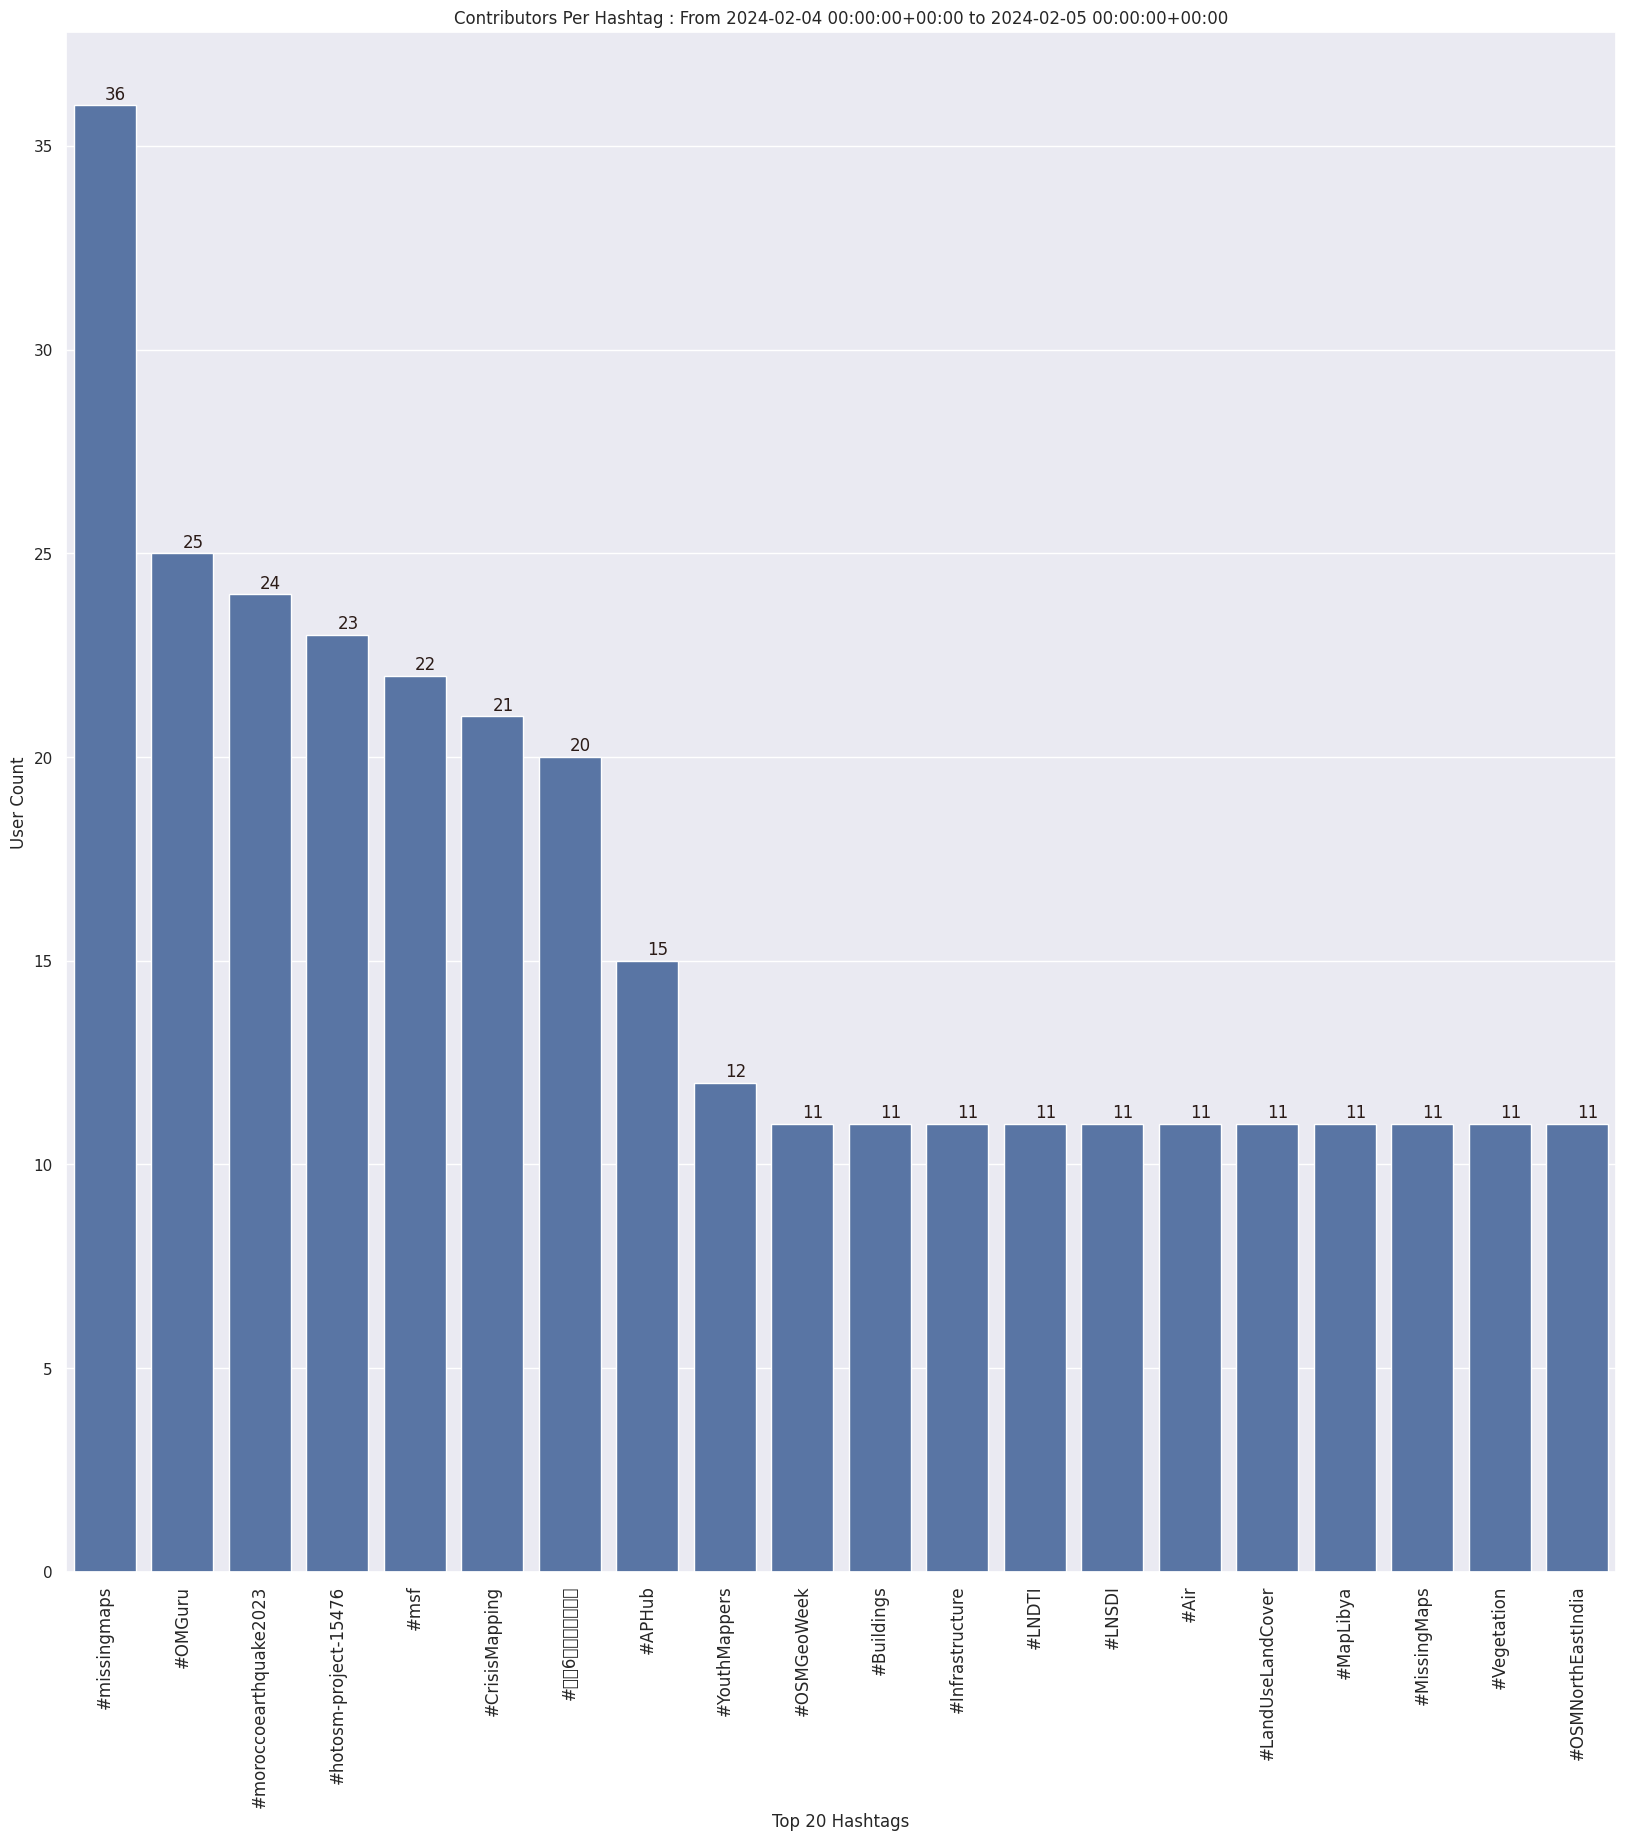 Contributors Per Hashtag : From 2024-02-04 00:00:00+00:00 to 2024-02-05 00:00:00+00:00
User Count
35
30
25
20
15
10
5
0
36
25
24
23
22
21
20
15
12
11
11
11
11
11
11
11
11
11
11
11
#missingmaps
#OMGuru
#moroccoearthquake2023
#hotosm-project-15476
#msf
#CrisisMapping
#APHub
#YouthMappers
#OSMGeoWeek
#Buildings
#Infrastructure
#LNDTI
#LNSDI
#Air
#LandUseLandCover
#MapLibya
#MissingMaps
#Vegetation
#OSMNorthEastIndia
Top 20 Hashtags